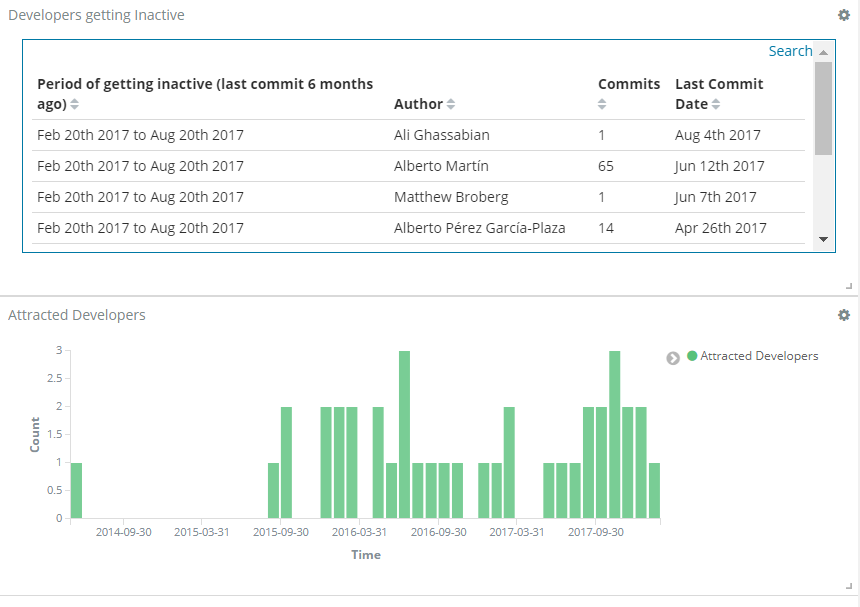 Developers getting Inactive
Search
Period of getting inactive (last commit 6 months ago) Author Commits Last Commit Date
Feb 20th 2017 to Aug 20th 2017 Ali Ghassabian 1 Aug 4th 2017
Feb 20th 2017 to Aug 20th 2017 Alberto Martín 65 Jun 12th 2017
Feb 20th 2017 to Aug 20th 2017 Matthew Broberg 1 Jun 7th 2017
Feb 20th 2017 to Aug 20th 2017 Alberto Pérez García-Plaza 14 Apr 26th 2017
Attracted Developers
Attracted Developers
3
2.5
2
1.5
1
0.5
0
Count
2014-09-30 2015-03-31 2015-09-30 2016-03-31 2016-09-30 2017-03-31 2017-09-30
Time